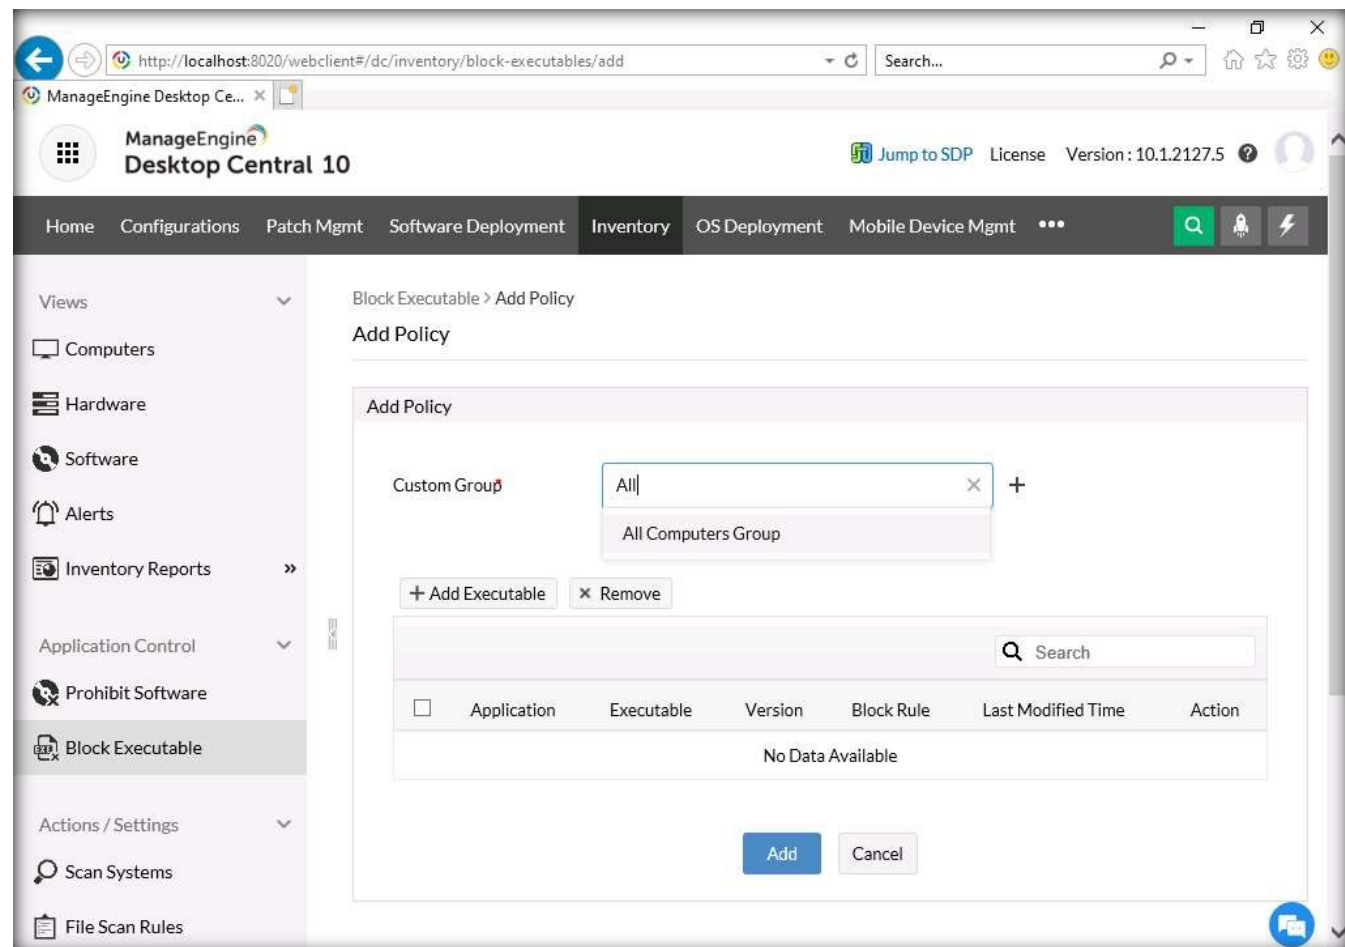 http://localhost:8020/webclient#/dc/inventory/block-executables/add
Search...
ManageEngine Desktop Ce...
ManageEngine
Desktop Central 10
Jump to SDP License Version : 10.1.2127.5
Home Configurations Patch Mgmt Software Deployment Inventory OS Deployment Mobile Device Mgmt
Views
Computers
Hardware
Software
Alerts
Inventory Reports
Application Control
Prohibit Software
Block Executable
Actions / Settings
Scan Systems
File Scan Rules
Block Executable > Add Policy
Add Policy
Add Policy
Custom Group*
All
All Computers Group
+ Add Executable × Remove
Search
Application Executable Version Block Rule Last Modified Time Action
No Data Available
Add Cancel